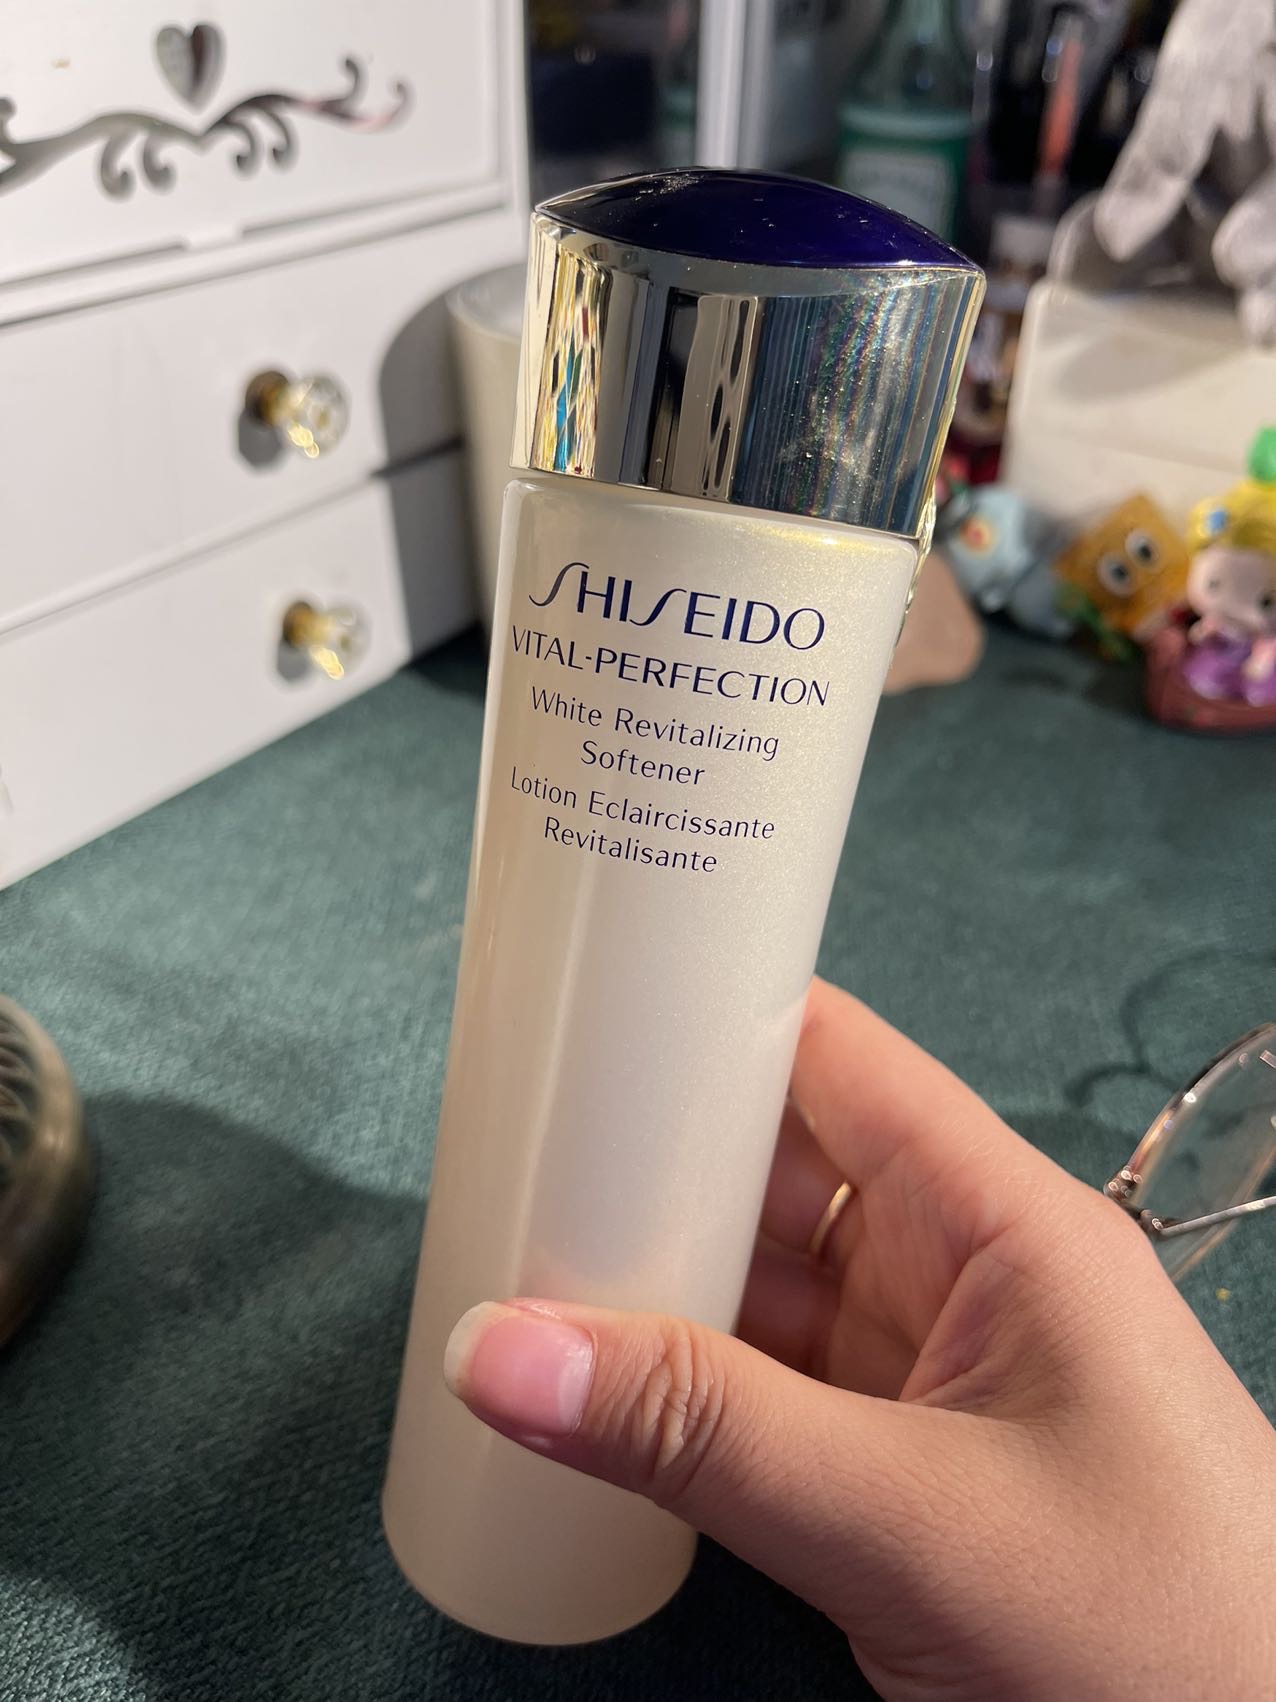 SHISEIDO
VITAL-PERFECTION
White Revitalizing
Softener
Lotion Eclaircissante
Revitalisante